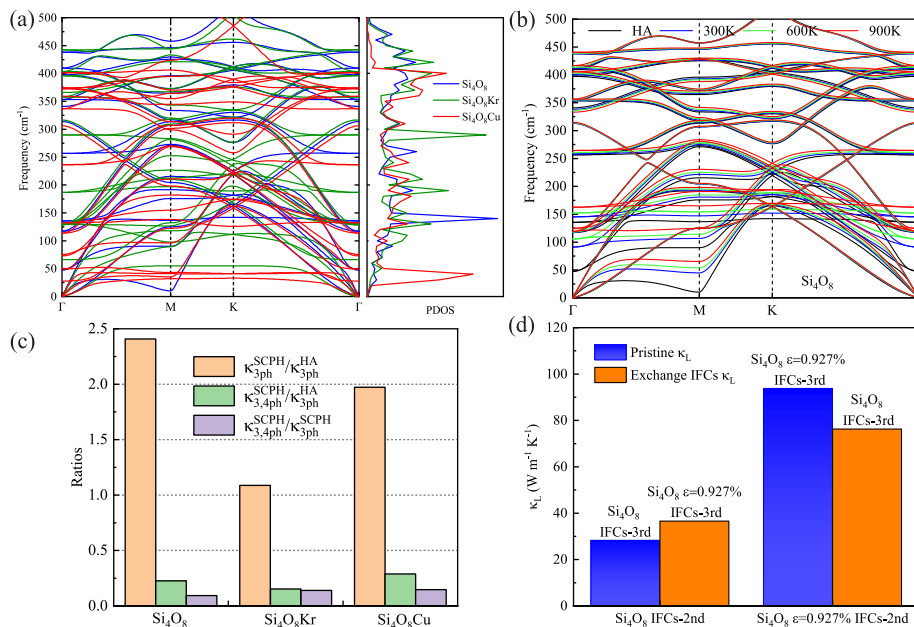 (a)
500
450
400
350
300
250
200
150
100
50
0
Frequency (cm⁻¹)
Γ
M
K
Γ
Si₄O₈
Si₄O₈Kr
Si₄O₈Cu
PDOS
(b)
HA 300K 600K 900K
500
450
400
350
300
250
200
150
100
50
0
Frequency (cm⁻¹)
Si₄O₈
Γ
M
K
(c)
2.5
2.0
1.5
1.0
0.5
0.0
Ratios
κ₃ₚₕ^SCPH/κ₃ₚₕ^HA
κ₃,₄ₚₕ^SCPH/κ₃ₚₕ^HA
κ₃,₄ₚₕ^SCPH/κ₃ₚₕ^SCPH
Si₄O₈
Si₄O₈Kr
Si₄O₈Cu
(d)
120
100
80
60
40
20
0
κL (W m⁻¹ K⁻¹)
Pristine κL
Exchange IFCs κL
Si₄O₈ ε=0.927%
IFCs-3rd
Si₄O₈
IFCs-3rd
Si₄O₈ ε=0.927%
IFCs-3rd
Si₄O₈
IFCs-3rd
Si₄O₈ IFCs-2nd
Si₄O₈ ε=0.927% IFCs-2nd